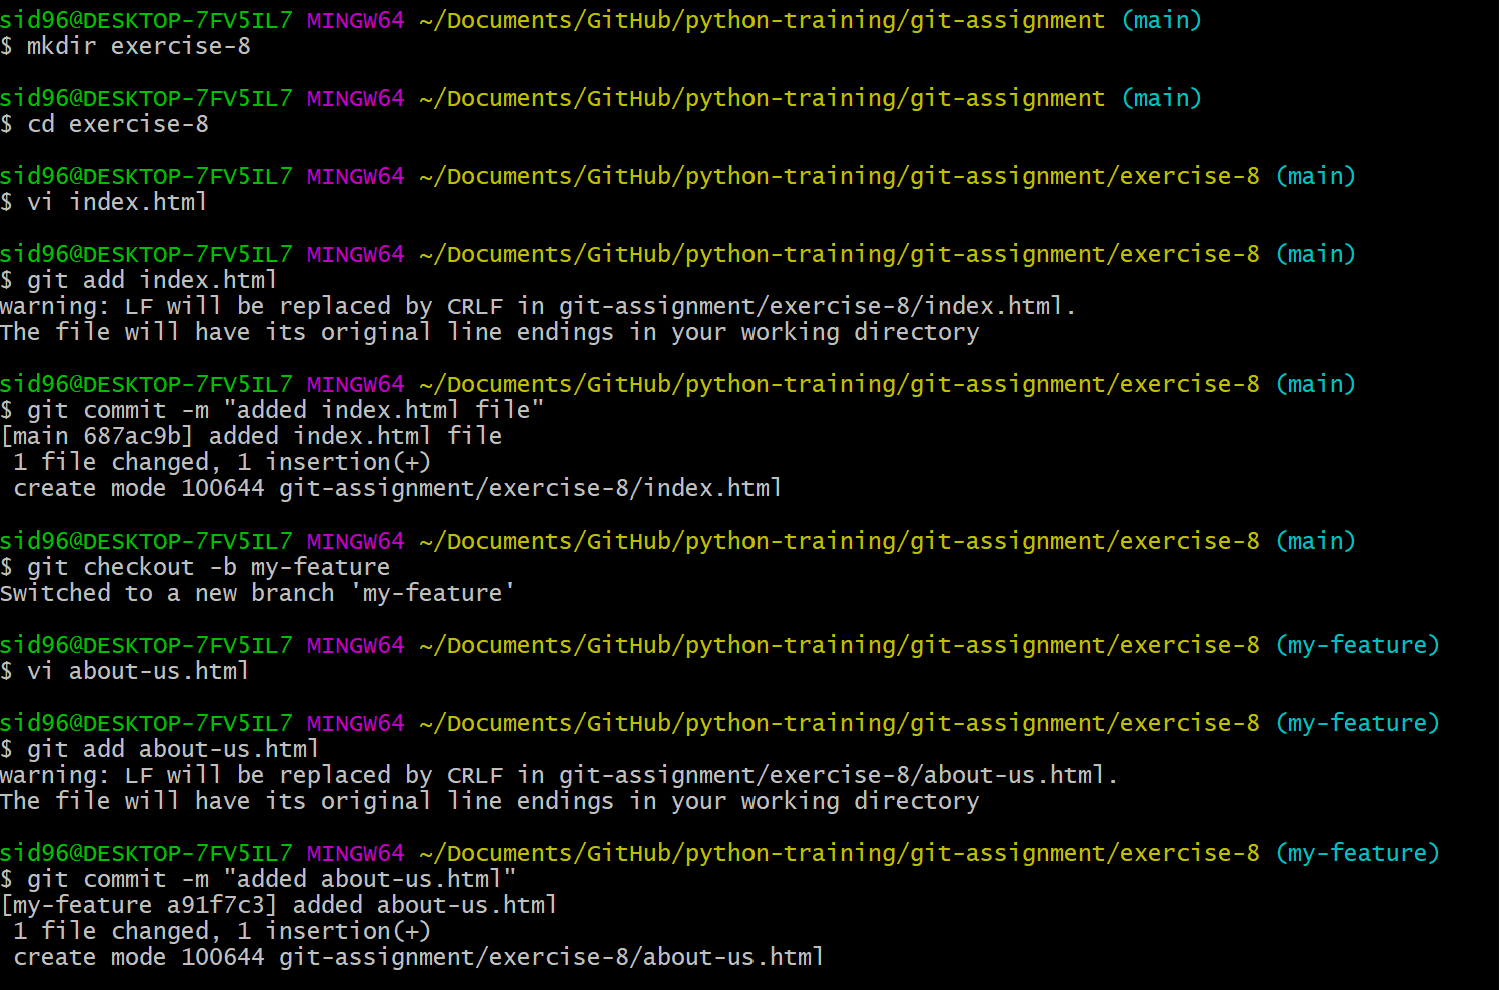 sid96@DESKTOP-7FV5IL7 MINGW64 ~/Documents/GitHub/python-training/git-assignment (main)
$ mkdir exercise-8
sid96@DESKTOP-7FV5IL7 MINGW64 ~/Documents/GitHub/python-training/git-assignment (main)
$ cd exercise-8
sid96@DESKTOP-7FV5IL7 MINGW64 ~/Documents/GitHub/python-training/git-assignment/exercise-8 (main)
$ vi index.html
sid96@DESKTOP-7FV5IL7 MINGW64 ~/Documents/GitHub/python-training/git-assignment/exercise-8 (main)
$ git add index.html
warning: LF will be replaced by CRLF in git-assignment/exercise-8/index.html.
The file will have its original line endings in your working directory
sid96@DESKTOP-7FV5IL7 MINGW64 ~/Documents/GitHub/python-training/git-assignment/exercise-8 (main)
$ git commit -m "added index.html file"
[main 687ac9b] added index.html file
 1 file changed, 1 insertion(+)
 create mode 100644 git-assignment/exercise-8/index.html
sid96@DESKTOP-7FV5IL7 MINGW64 ~/Documents/GitHub/python-training/git-assignment/exercise-8 (main)
$ git checkout -b my-feature
Switched to a new branch 'my-feature'
sid96@DESKTOP-7FV5IL7 MINGW64 ~/Documents/GitHub/python-training/git-assignment/exercise-8 (my-feature)
$ vi about-us.html
sid96@DESKTOP-7FV5IL7 MINGW64 ~/Documents/GitHub/python-training/git-assignment/exercise-8 (my-feature)
$ git add about-us.html
warning: LF will be replaced by CRLF in git-assignment/exercise-8/about-us.html.
The file will have its original line endings in your working directory
sid96@DESKTOP-7FV5IL7 MINGW64 ~/Documents/GitHub/python-training/git-assignment/exercise-8 (my-feature)
$ git commit -m "added about-us.html"
[my-feature a91f7c3] added about-us.html
 1 file changed, 1 insertion(+)
 create mode 100644 git-assignment/exercise-8/about-us.html